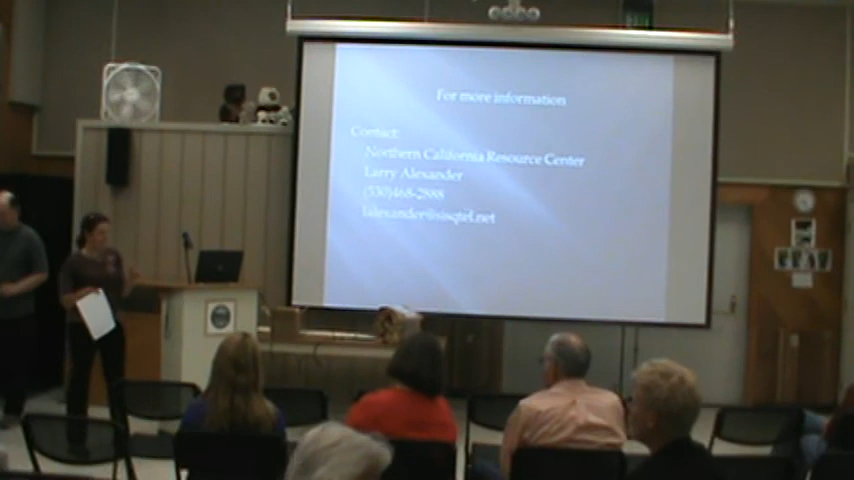 For more information
Contact:
Northern California Resource Center
Larry Alexander
(530)468-2888
lalexander@sisqtel.net